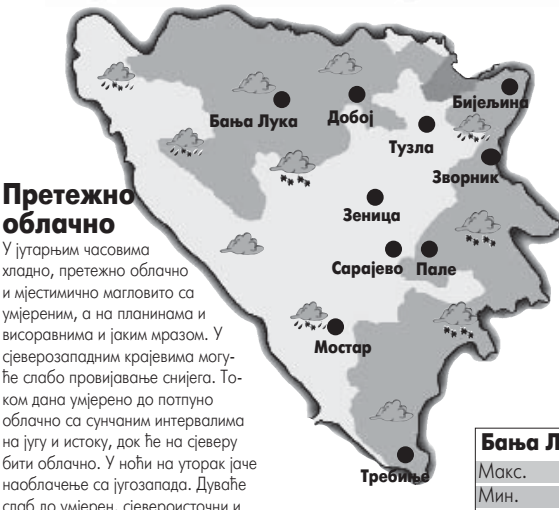 Бања Лука
Добој
Бијељина
Тузла
Зворник
Зеница
Сарајево Пале
Мостар
Требиње
Претежно
облачно
У јутарњим часовима
хладно, претежно облачно
и мјестимично магловито са
умјереним, а на планинама и
висоравнима и јаким мразом. У
сјеверозападним крајевима могу-
ће слабо провијавање снијега. То-
ком дана умјерено до потпуно
облачно са сунчаним интервалима
на југу и истоку, док ће на сјеверу
бити облачно. У ноћи на уторак јаче
наоблачење са југозапада. Дуваће
слаб до умјерен, сјевероисточни и
Бања Л
Макс.
Мин.